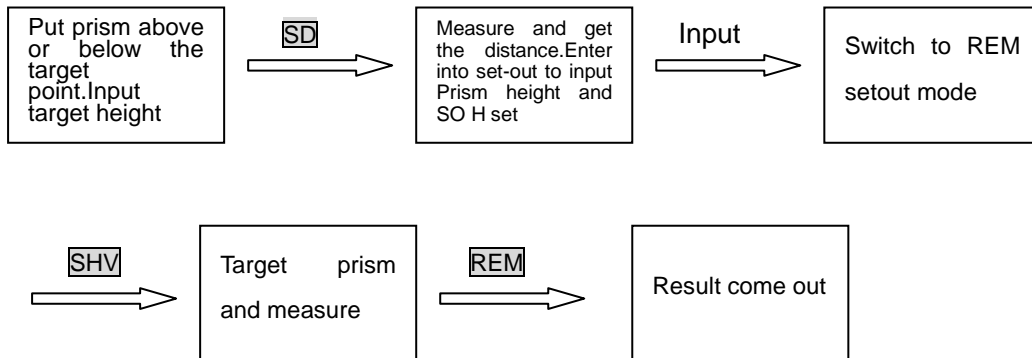 Put prism above
or below the
target
point.Input
target height
SD
Measure and get
the distance.Enter
into set-out to input
Prism height and
SO H set
Input
Switch to REM
setout mode
SHV
Target prism
and measure
REM
Result come out